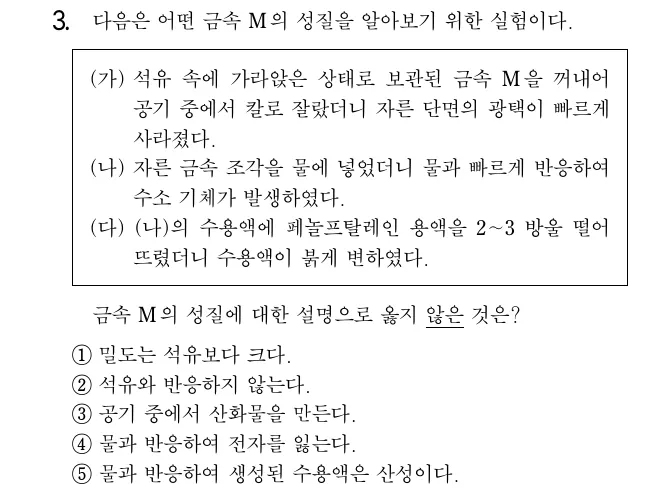 3. 다음은 어떤 금속 M의 성질을 알아보기 위한 실험이다.
(가) 석유 속에 가라앉은 상태로 보관된 금속 M을 꺼내어
공기 중에서 칼로 잘랐더니 자른 단면의 광택이 빠르게
사라졌다.
(나) 자른 금속 조각을 물에 넣었더니 물과 빠르게 반응하여
수소 기체가 발생하였다.
(다) (나)의 수용액에 페놀프탈레인 용액을 2~3 방울 떨어
뜨렸더니 수용액이 붉게 변하였다.
금속 M의 성질에 대한 설명으로 옳지 않은 것은?
① 밀도는 석유보다 크다.
② 석유와 반응하지 않는다.
③ 공기 중에서 산화물을 만든다.
④ 물과 반응하여 전자를 잃는다.
⑤ 물과 반응하여 생성된 수용액은 산성이다.